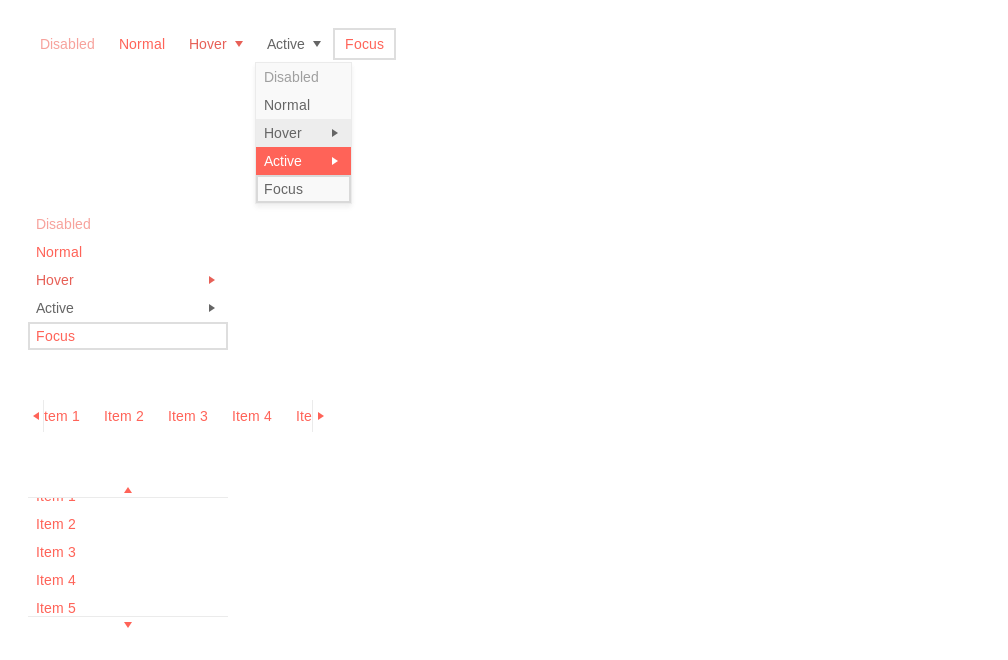 Disabled Normal Hover Active Focus
Disabled
Normal
Hover
Active
Focus
Disabled
Normal
Hover
Active
Focus
tem 1 Item 2 Item 3 Item 4 Ite
Item 1
Item 2
Item 3
Item 4
Item 5